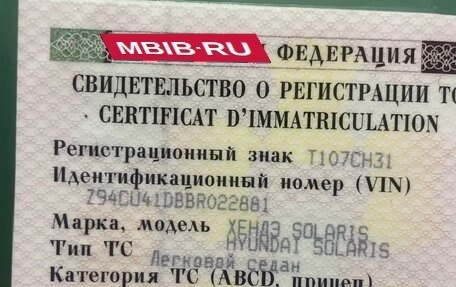 MBIB-RU ФЕДЕРАЦИЯ
СВИДЕТЕЛЬСТВО О РЕГИСТРАЦИИ ТС
CERTIFICAT D'IMMATRICULATION
Регистрационный знак Т107СН31
Идентификационный номер (VIN)
Z94CU41DBBR022881
Марка, модель ХЕНДЭ SOLARIS
HYUNDAI SOLARIS
Тип ТС Легковой седан
Категория ТС (ABCD, прицеп)